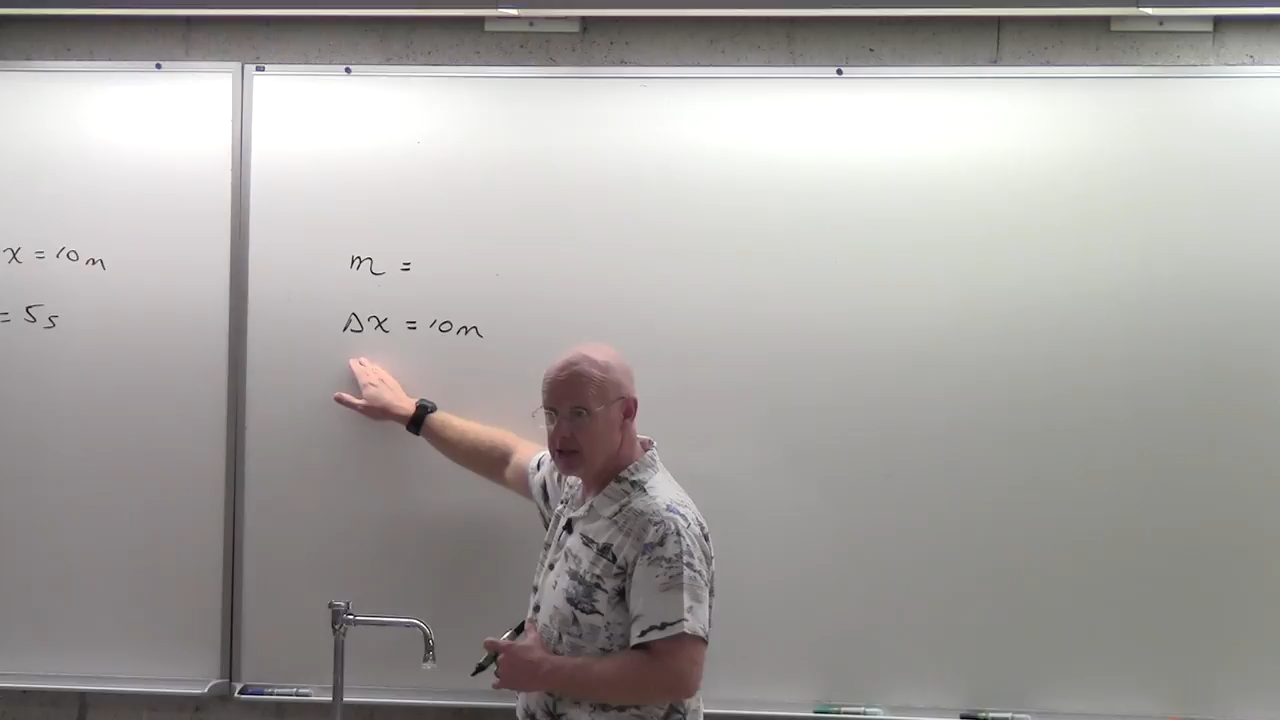 x = 10m
= 5s
m =
Δx = 10m